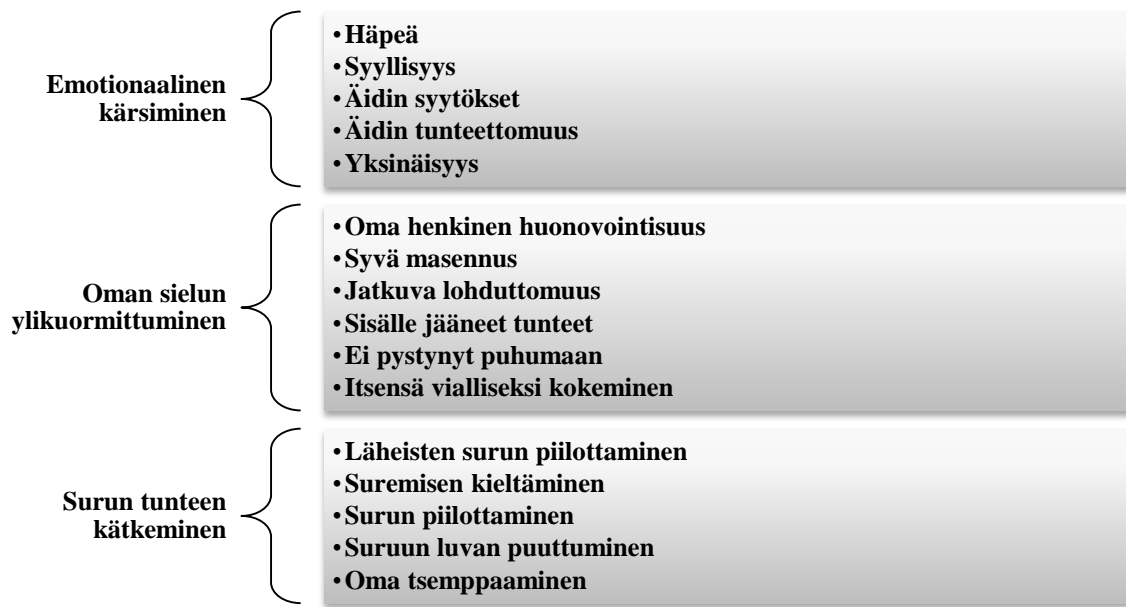 Emotionaalinen
kärsiminen
•Häpeä
•Syyllisyys
•Äidin syytökset
•Äidin tunteettomuus
•Yksinäisyys
Oman sielun
ylikuormittuminen
•Oma henkinen huonovointisuus
•Syvä masennus
•Jatkuva lohduttomuus
•Sisälle jääneet tunteet
•Ei pystynyt puhumaan
•Itsensä vialliseksi kokeminen
Surun tunteen
kätkeminen
•Läheisten surun piilottaminen
•Suremisen kieltäminen
•Surun piilottaminen
•Suruun luvan puuttuminen
•Oma tsemppaaminen